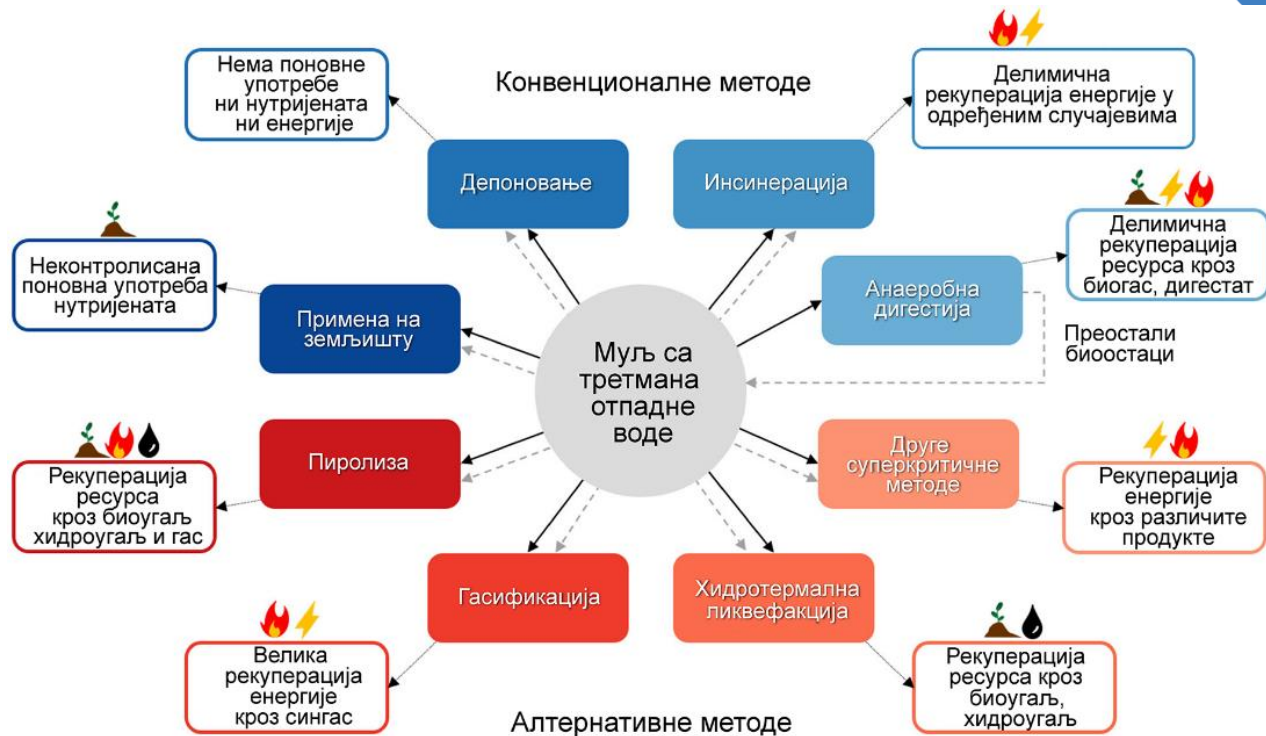 Конвенционалне методе
Нема поновне
употребе
ни нутријената
ни енергије
Делимична
рекуперација енергије у
одређеним случајевима
Депоновање
Инсинерација
Неконтролисана
поновна употреба
нутријената
Примена на
земљишту
Анаеробна
дигестија
Делимична
рекуперација
ресурса кроз
биогас, дигестат
Преостали
биоостаци
Муљ са
третмана
отпадне
воде
Рекуперација
ресурса
кроз биоугаљ
хидроугаљ и гас
Пиролиза
Друге
суперкритичне
методе
Рекуперација
енергије
кроз различите
продукте
Гасификација
Хидротермална
ликвефакција
Велика
рекуперација
енергије
кроз сингас
Рекуперација
ресурса кроз
биоугаљ,
хидроугаљ
Алтернативне методе